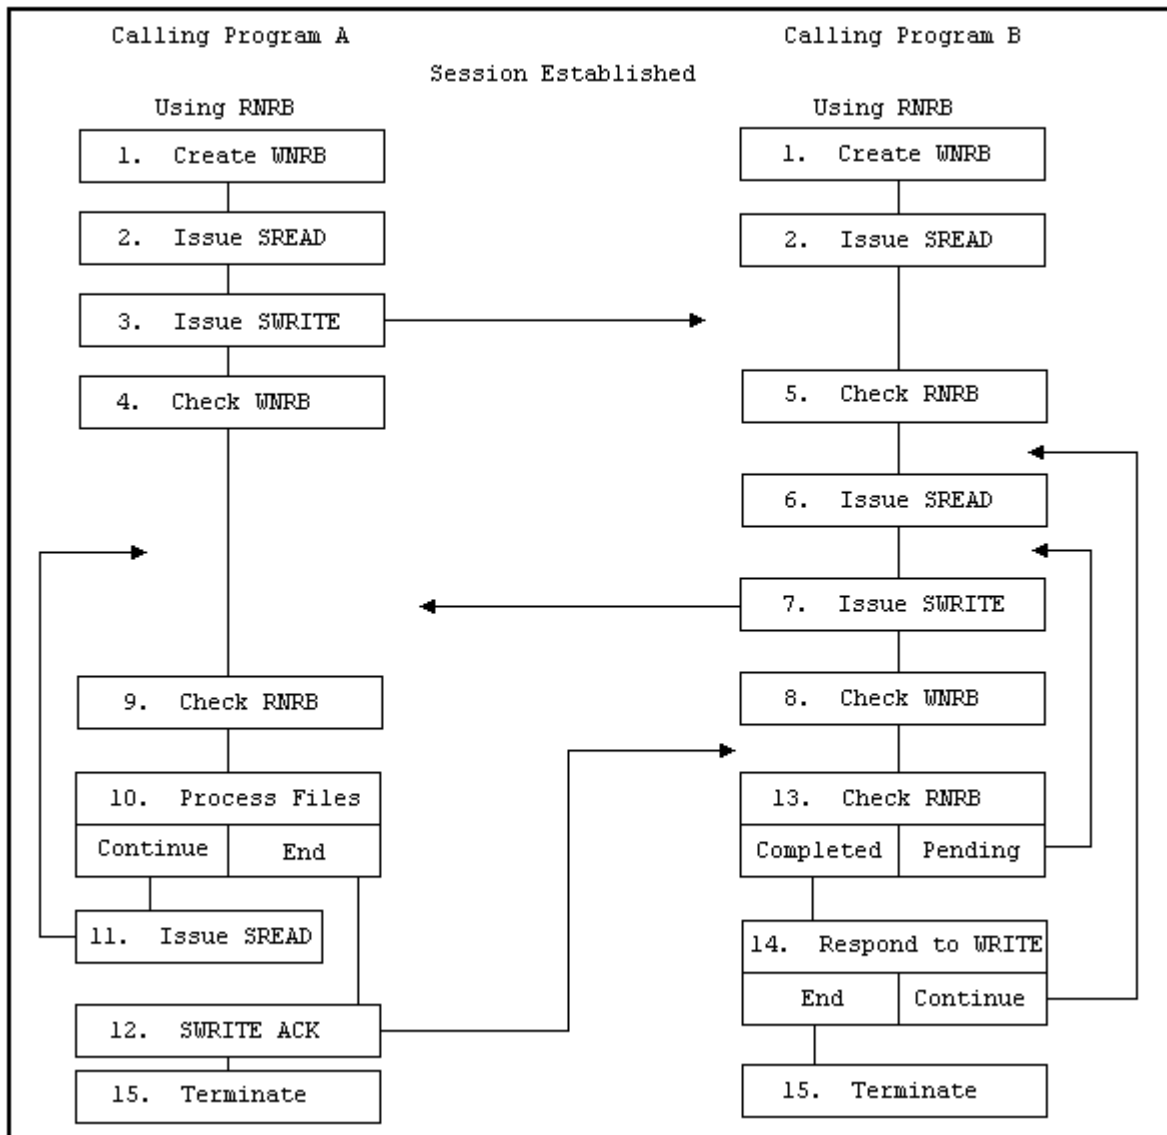 Calling Program A
Calling Program B
Session Established
Using RNRB
Using RNRB
1. Create WNRB
1. Create WNRB
2. Issue SREAD
2. Issue SREAD
3. Issue SWRITE
4. Check WNRB
5. Check RNRB
6. Issue SREAD
7. Issue SWRITE
8. Check WNRB
9. Check RNRB
10. Process Files
Continue
End
11. Issue SREAD
12. SWRITE ACK
13. Check RNRB
Completed
Pending
14. Respond to WRITE
End
Continue
15. Terminate
15. Terminate